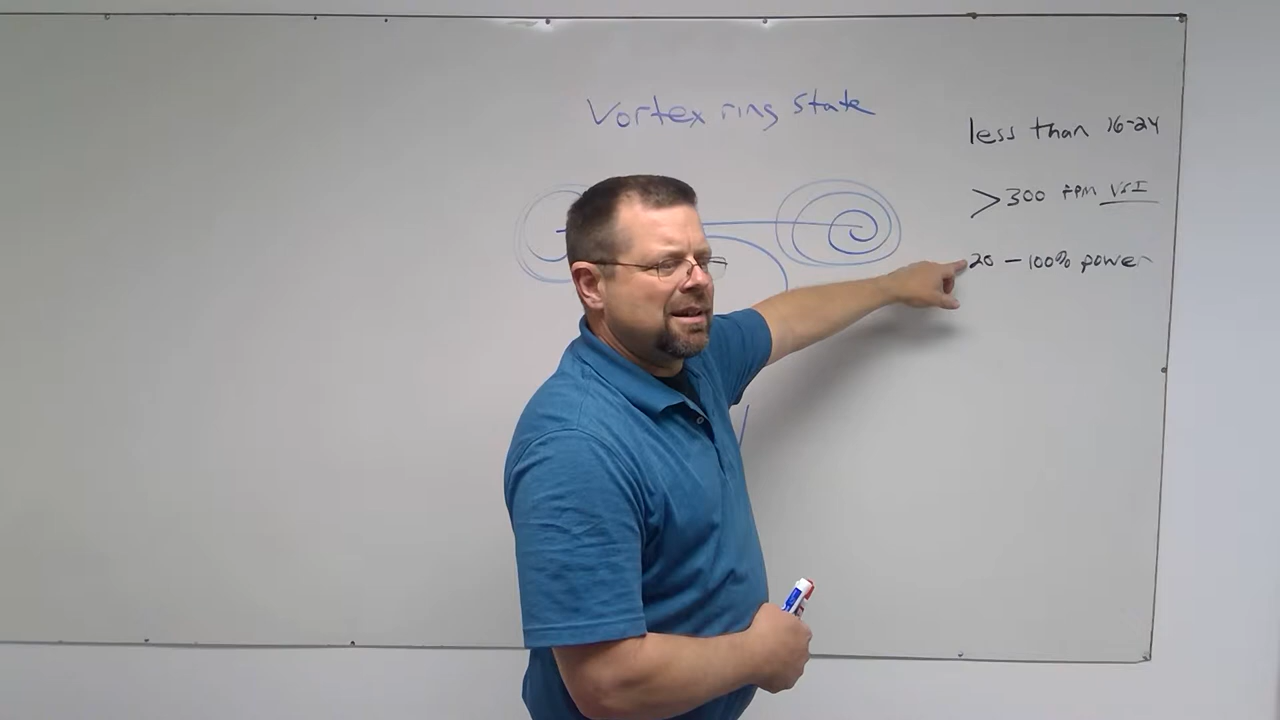 Vortex ring state
less than 16-24
>300 FPM VSI
20 - 100% power